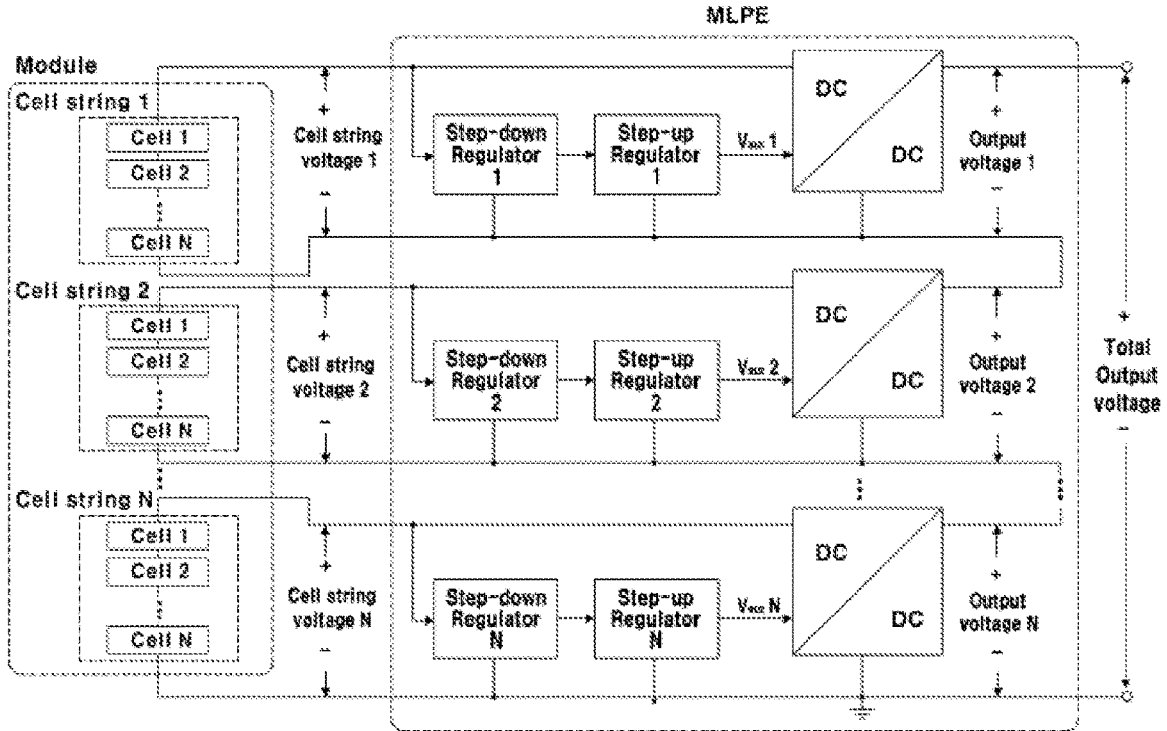 MLPE
Module
Cell string 1
Cell 1
Cell 2
Cell N
+
Cell string
voltage 1
−
Step-down
Regulator
1
Step-up
Regulator
1
1
DC
DC
+
Output
voltage 1
−
Cell string 2
Cell 1
Cell 2
Cell N
+
Cell string
voltage 2
−
Step-down
Regulator
2
Step-up
Regulator
2
2
DC
DC
+
Output
voltage 2
−
+
Total
Output
voltage
−
Cell string N
Cell 1
Cell 2
Cell N
+
Cell string
voltage N
−
Step-down
Regulator
N
Step-up
Regulator
N
N
DC
DC
+
Output
voltage N
−